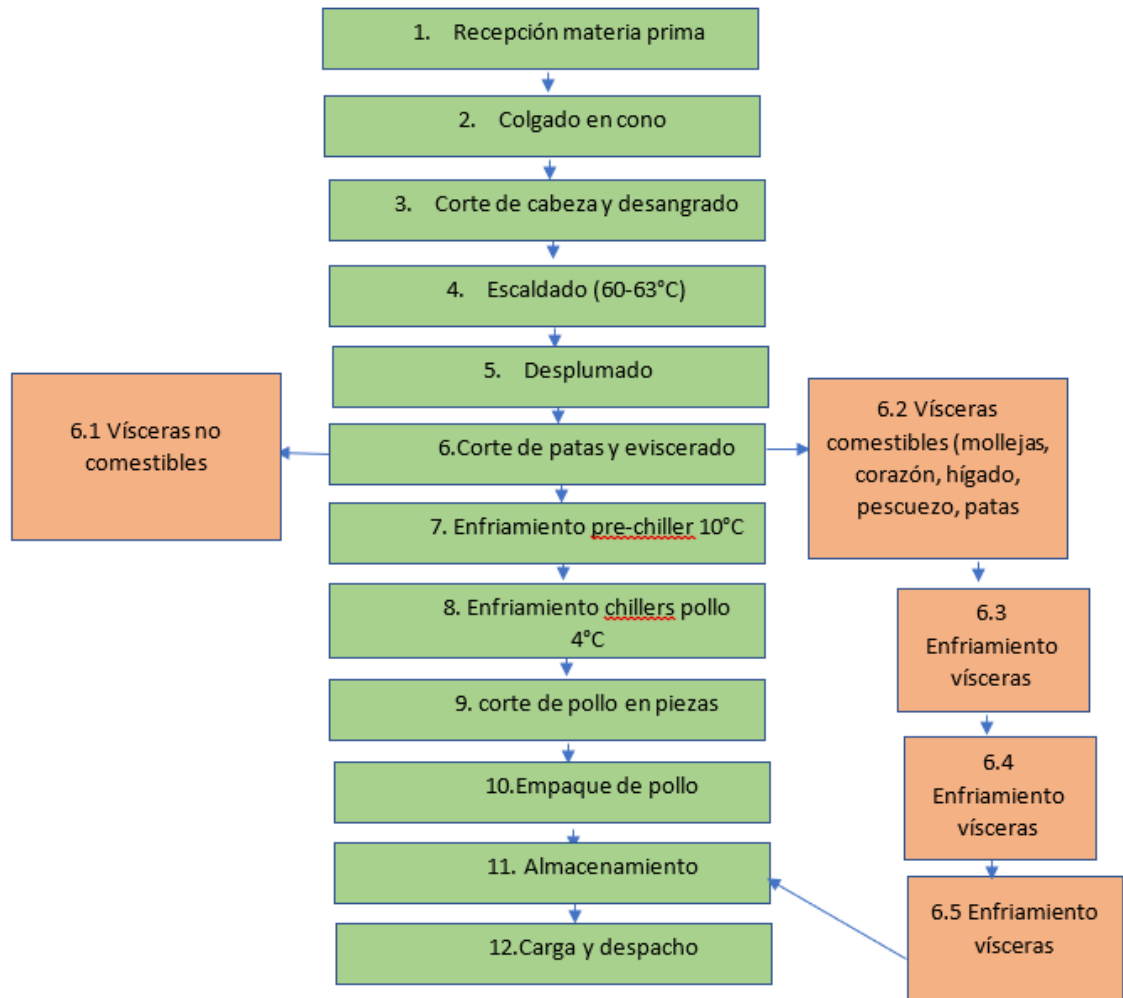 1. Recepción materia prima
2. Colgado en cono
3. Corte de cabeza y desangrado
4. Escaldado (60-63°C)
5. Desplumado
6.1 Vísceras no
comestibles
6.Corte de patas y eviscerado
6.2 Vísceras
comestibles (mollejas,
corazón, hígado,
pescuezo, patas
7. Enfriamiento pre-chiller 10°C
8. Enfriamiento chillers pollo
4°C
6.3
Enfriamiento
vísceras
9. corte de pollo en piezas
10.Empaque de pollo
6.4
Enfriamiento
vísceras
11. Almacenamiento
6.5 Enfriamiento
vísceras
12.Carga y despacho